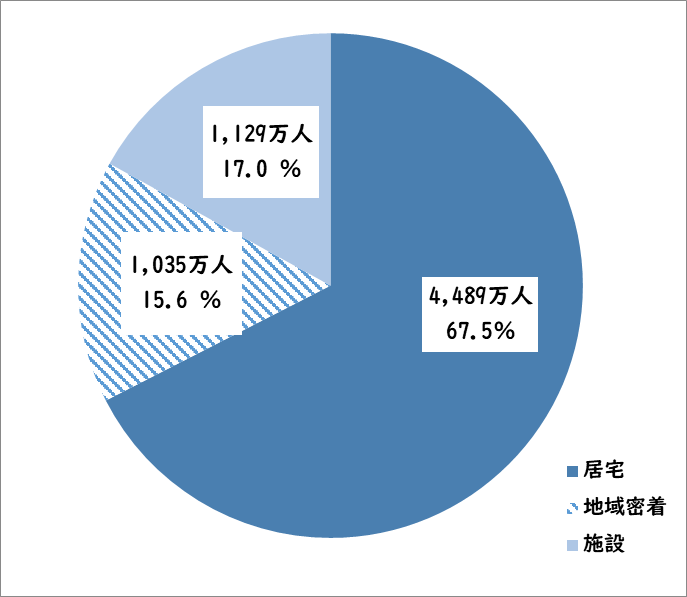 1,129万人
17.0 %
1,035万人
15.6 %
4,489万人
67.5%
居宅
地域密着
施設